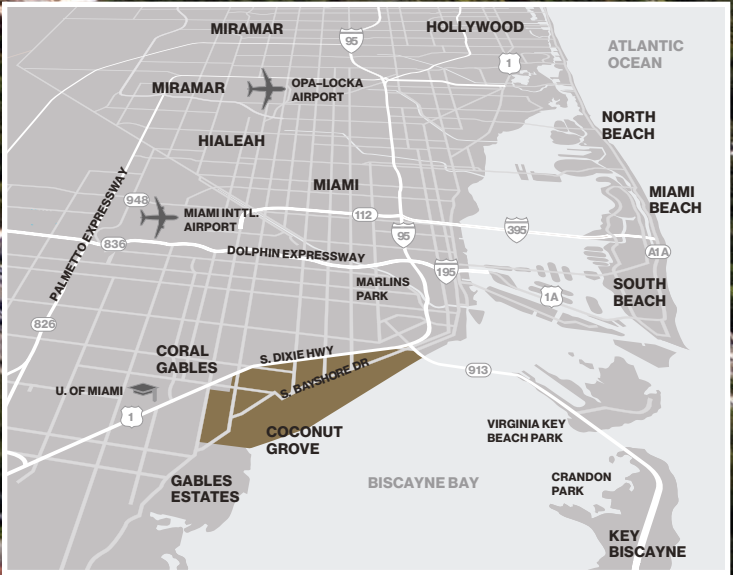 MIRAMAR
HOLLYWOOD
95
ATLANTIC
OCEAN
1
MIRAMAR
OPA–LOCKA
AIRPORT
NORTH
BEACH
HIALEAH
MIAMI
MIAMI
BEACH
PALMETTO EXPRESSWAY
948
MIAMI INTL.
AIRPORT
112
95
395
836
DOLPHIN EXPRESSWAY
A1A
195
MARLINS
PARK
SOUTH
BEACH
1A
826
CORAL
GABLES
S. DIXIE HWY
S. BAYSHORE DR
913
U. OF MIAMI
1
COCONUT
GROVE
VIRGINIA KEY
BEACH PARK
GABLES
ESTATES
BISCAYNE BAY
CRANDON
PARK
KEY
BISCAYNE